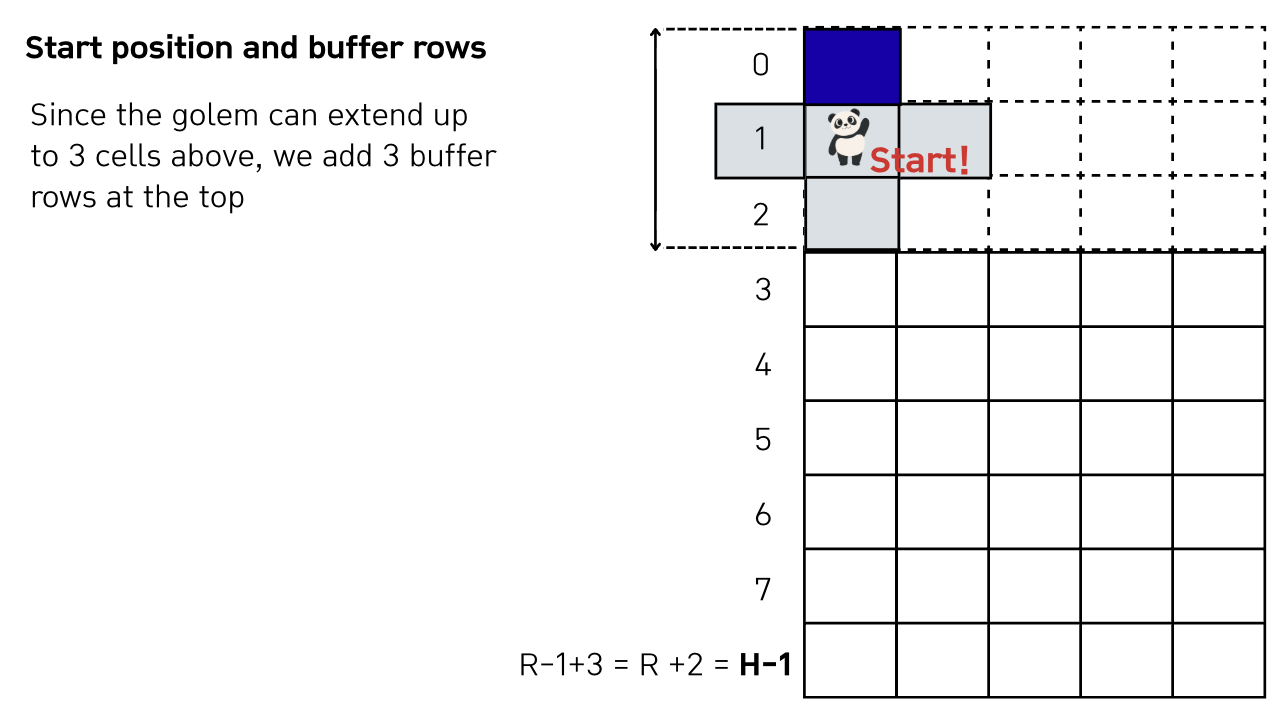 Start position and buffer rows
Since the golem can extend up
to 3 cells above, we add 3 buffer
rows at the top
0
1
Start!
2
3
4
5
6
7
R-1+3 = R +2 = H-1